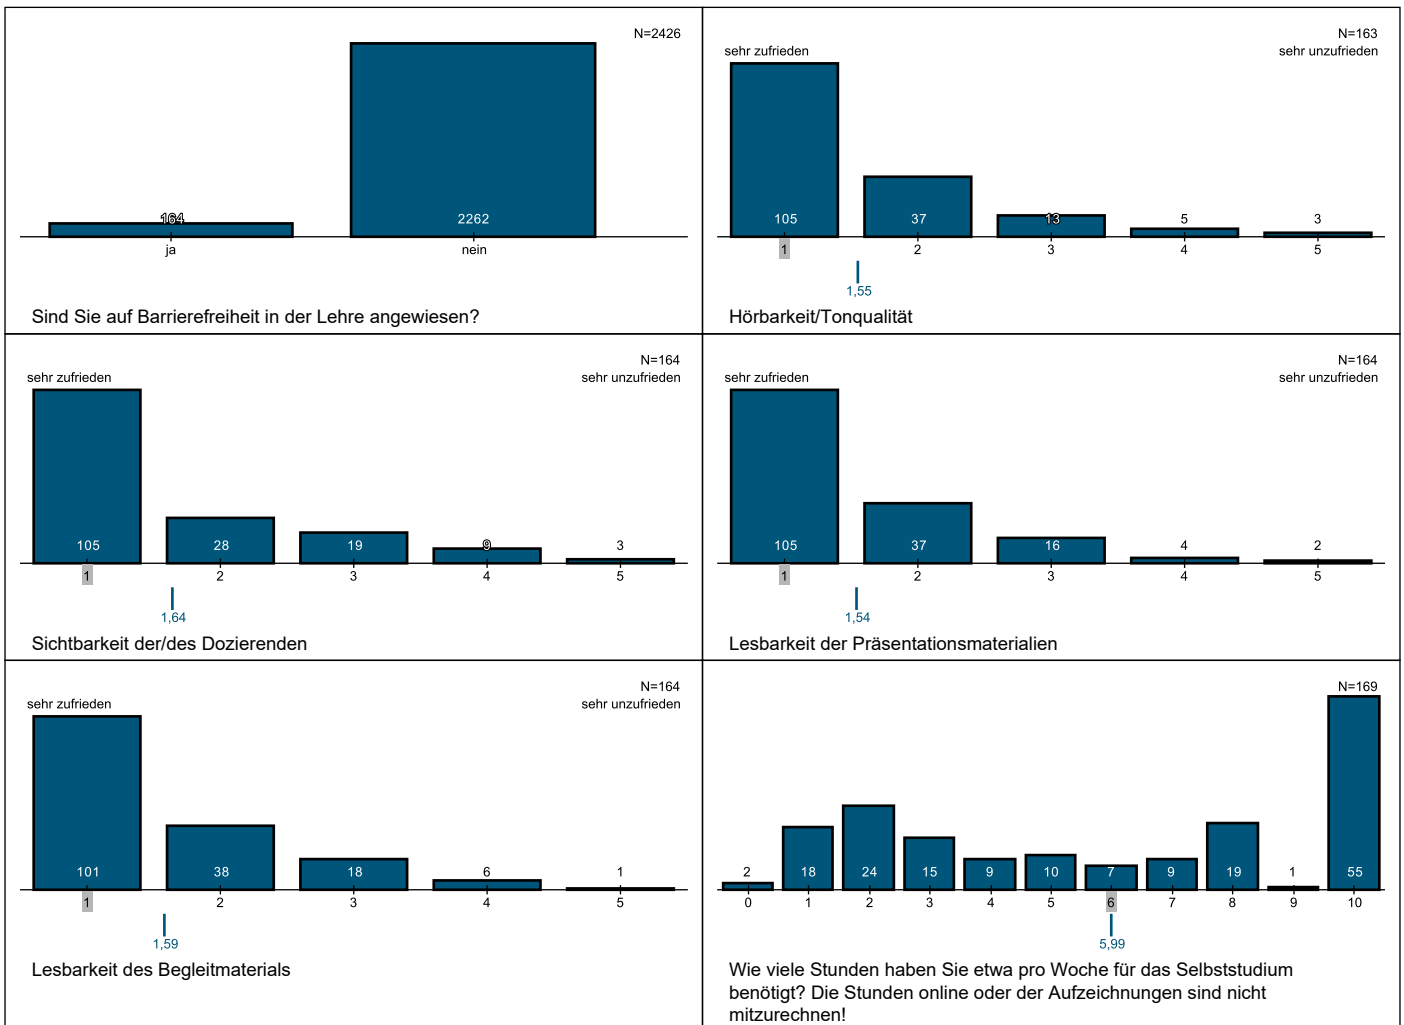 N=2426
164
2262
ja
nein
Sind Sie auf Barrierefreiheit in der Lehre angewiesen?
N=163
sehr zufrieden
sehr unzufrieden
105
37
13
5
3
1
2
3
4
5
1,55
Hörbarkeit/Tonqualität
N=164
sehr zufrieden
sehr unzufrieden
105
28
19
9
3
1
2
3
4
5
1,64
Sichtbarkeit der/des Dozierenden
N=164
sehr zufrieden
sehr unzufrieden
105
37
16
4
2
1
2
3
4
5
1,54
Lesbarkeit der Präsentationsmaterialien
N=164
sehr zufrieden
sehr unzufrieden
101
38
18
6
1
1
2
3
4
5
1,59
Lesbarkeit des Begleitmaterials
N=169
2
18
24
15
9
10
7
9
19
1
55
0
1
2
3
4
5
6
7
8
9
10
5,99
Wie viele Stunden haben Sie etwa pro Woche für das Selbststudium
benötigt? Die Stunden online oder der Aufzeichnungen sind nicht
mitzurechnen!